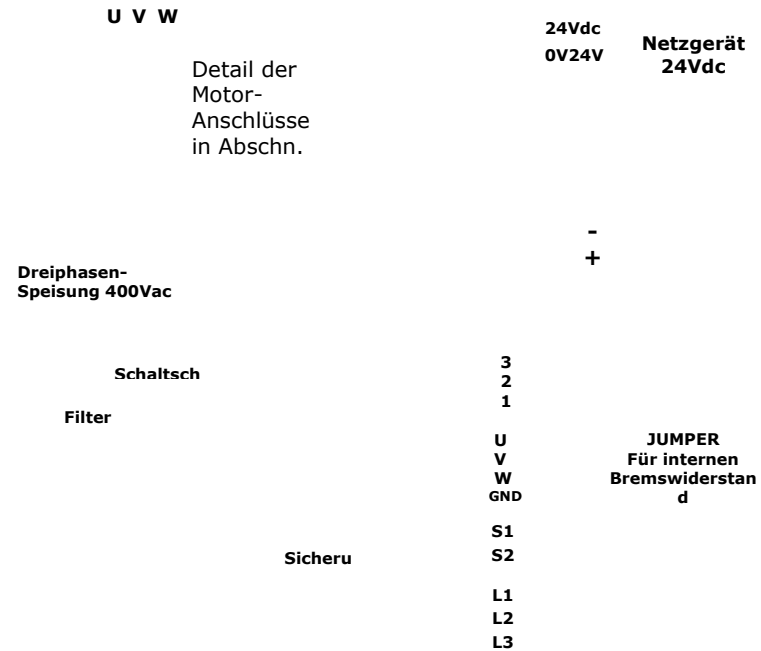 U V W
24Vdc
0V24V
Netzgerät
24Vdc
Detail der
Motor-
Anschlüsse
in Abschn.
-
+
Dreiphasen-
Speisung 400Vac
Schaltsch
Filter
3
2
1
U
V
W
GND
JUMPER
Für internen
Bremswiderstan
d
S1
S2
Sicheru
L1
L2
L3